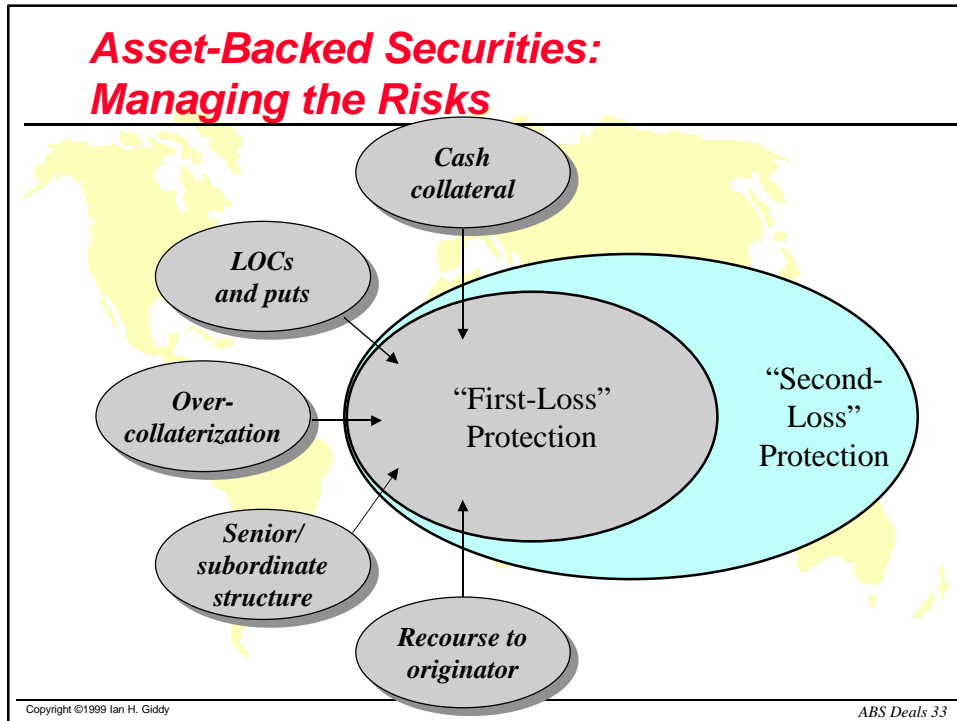 Asset-Backed Securities:
Managing the Risks
Cash
collateral
LOCs
and puts
Over-
collaterization
Senior/
subordinate
structure
Recourse to
originator
“First-Loss”
Protection
“Second-
Loss”
Protection
Copyright ©1999 Ian H. Giddy
ABS Deals 33